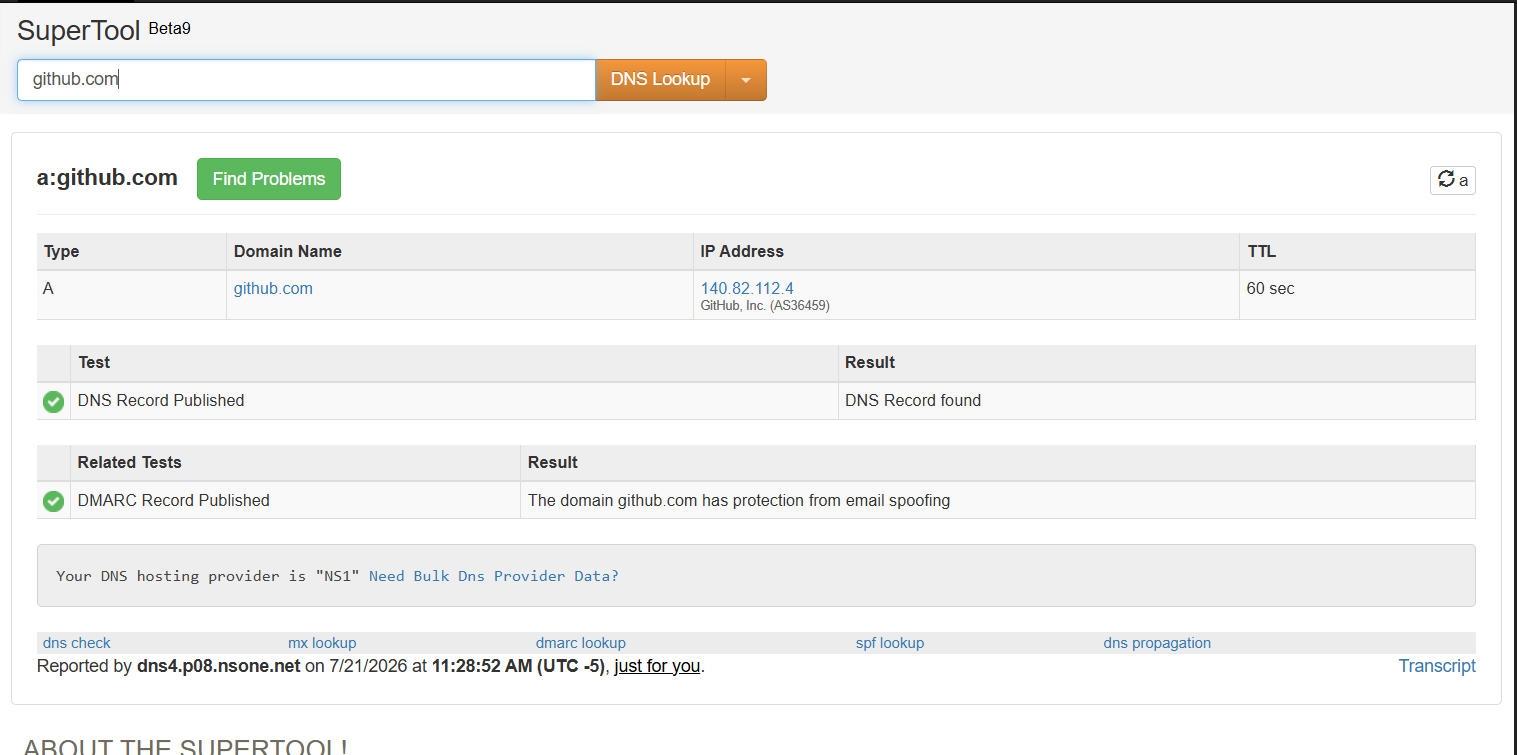 SuperTool Beta9
github.com
DNS Lookup
a:github.com
Find Problems
a
Type Domain Name IP Address TTL
A github.com 140.82.112.4 60 sec
GitHub, Inc. (AS36459)
Test Result
DNS Record Published DNS Record found
Related Tests Result
DMARC Record Published The domain github.com has protection from email spoofing
Your DNS hosting provider is "NS1" Need Bulk Dns Provider Data?
dns check mx lookup dmarc lookup spf lookup dns propagation
Reported by dns4.p08.nsone.net on 7/21/2026 at 11:28:52 AM (UTC -5), just for you. Transcript
ABOUT THE SUPERTOOL!